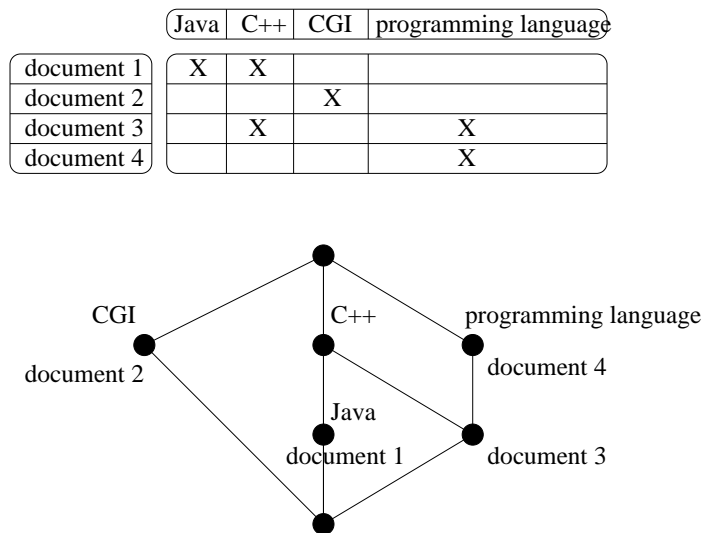 Java C++ CGI programming language
document 1 X X
document 2 X
document 3 X X
document 4 X
CGI C++ programming language
document 2 document 4
Java
document 1 document 3